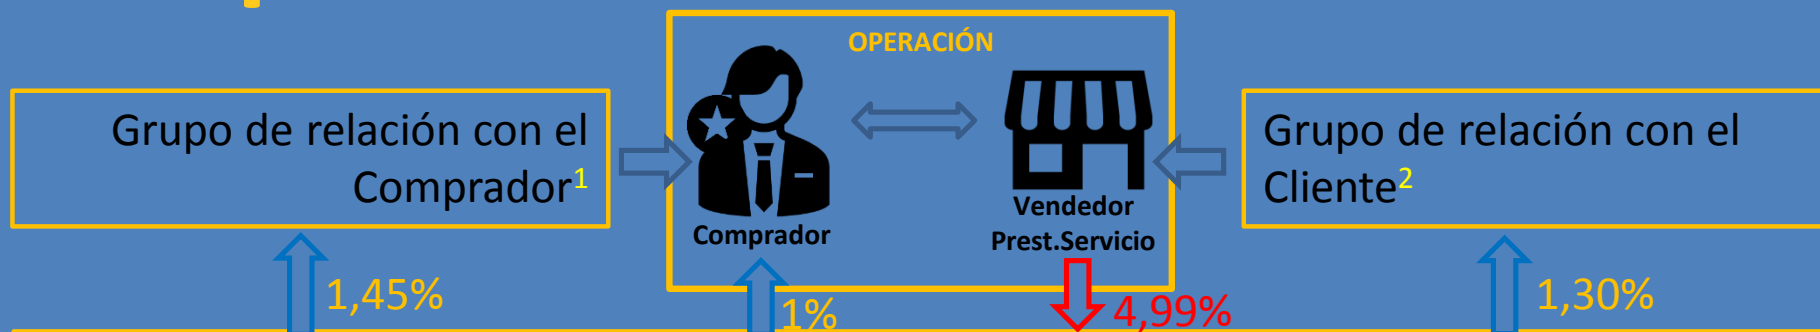 OPERACIÓN
Grupo de relación con el
Comprador1
Comprador
Vendedor
Prest.Servicio
Grupo de relación con el
Cliente2
1,45%
1%
4,99%
1,30%